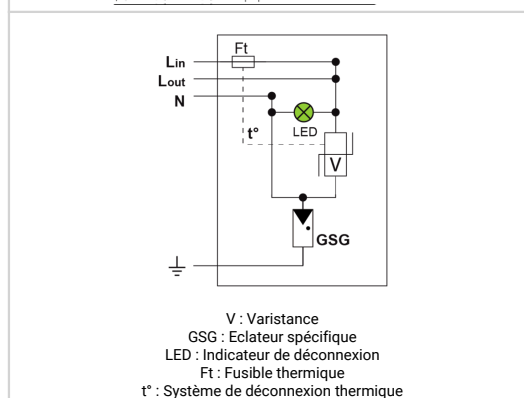 Ft
Lin
Lout
N
t°
LED
V
GSG
V : Varistance
GSG : Eclateur spécifique
LED : Indicateur de déconnexion
Ft : Fusible thermique
t° : Système de déconnexion thermique